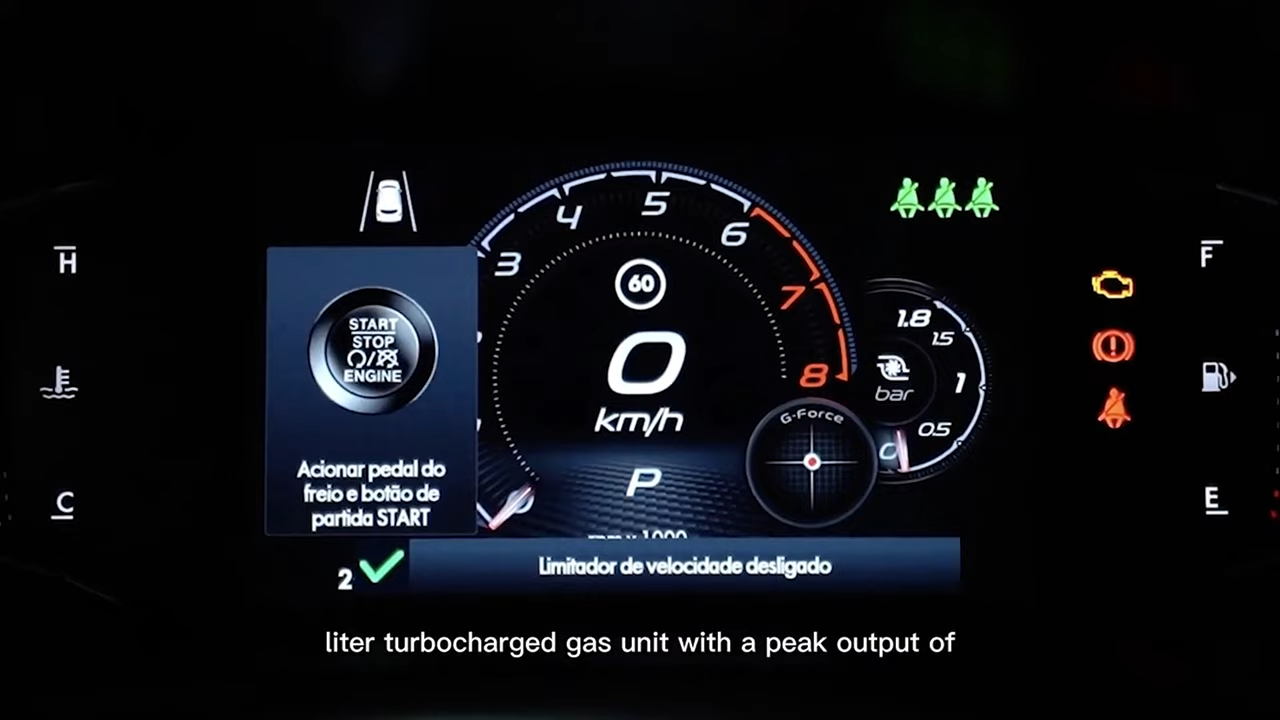 4 5 6
3 7 8
H
F
60
START
STOP
ENGINE
0
km/h
1.8
1.5
bar
1
0.5
0
G-Force
Acionar pedal do
freio e botão de
partida START
P
C
E
2
Limitador de velocidade desligado
liter turbocharged gas unit with a peak output of